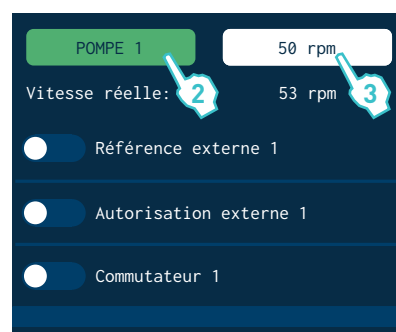 POMPE 1 50 rpm
Vitesse réelle: 2 53 rpm 3
Référence externe 1
Autorisation externe 1
Commutateur 1